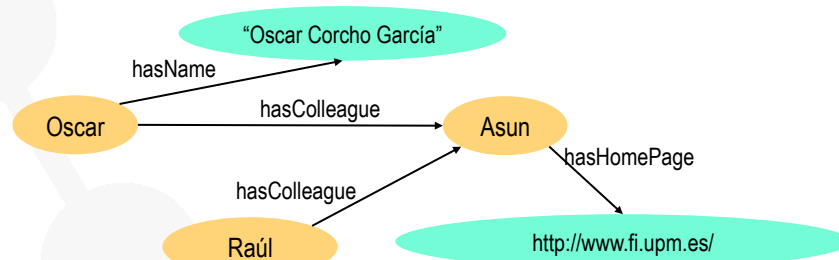 “Oscar Corcho García”
hasName
hasColleague
Oscar
Asun
hasHomePage
hasColleague
Raúl
http://www.fi.upm.es/